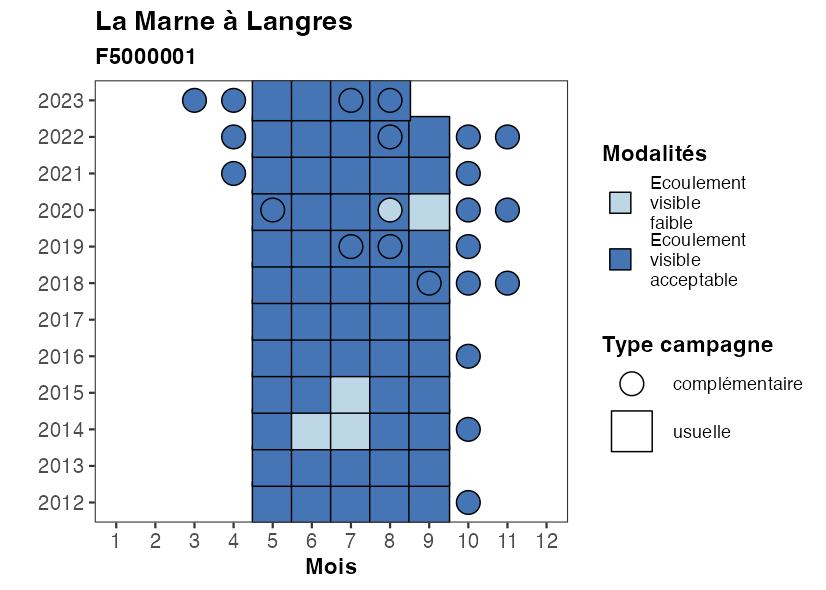 La Marne à Langres
F5000001
2023
2022
2021
2020
2019
2018
2017
2016
2015
2014
2013
2012
1 2 3 4 5 6 7 8 9 10 11 12
Mois
Modalités
Ecoulement
visible
faible
Ecoulement
visible
acceptable
Type campagne
complémentaire
usuelle